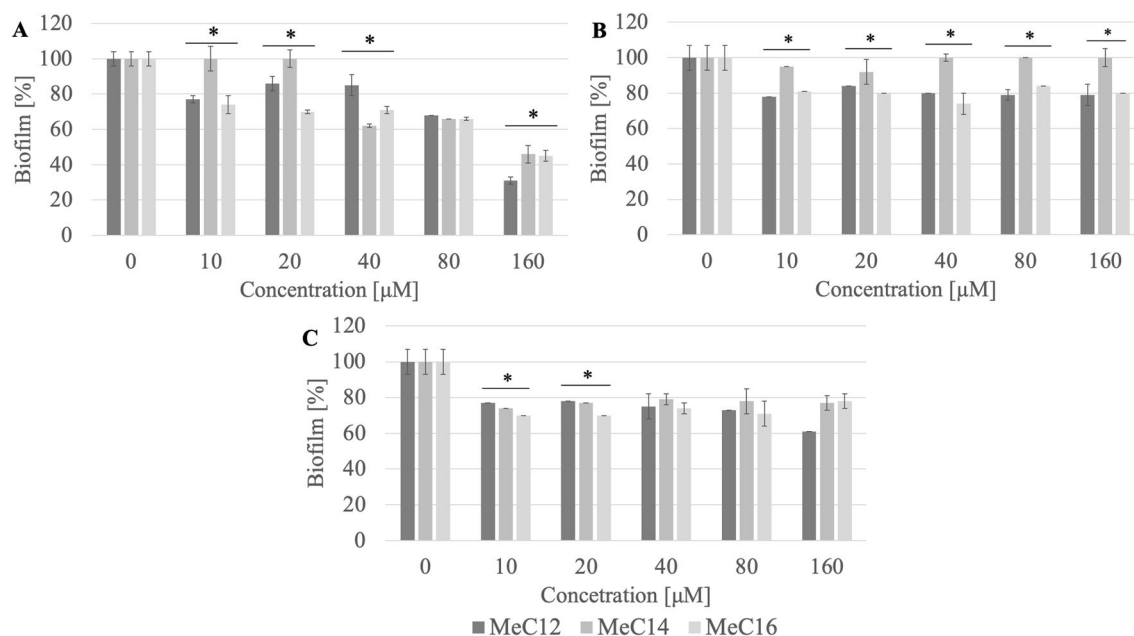 A
Biofilm [%]
120
100
80
60
40
20
0
* * * *
0 10 20 40 80 160
Concentration [μM]
B
Biofilm [%]
120
100
80
60
40
20
0
* * * * *
0 10 20 40 80 160
Concentration [μM]
C
Biofilm [%]
120
100
80
60
40
20
0
* *
0 10 20 40 80 160
Concetration [μM]
MeC12 MeC14 MeC16